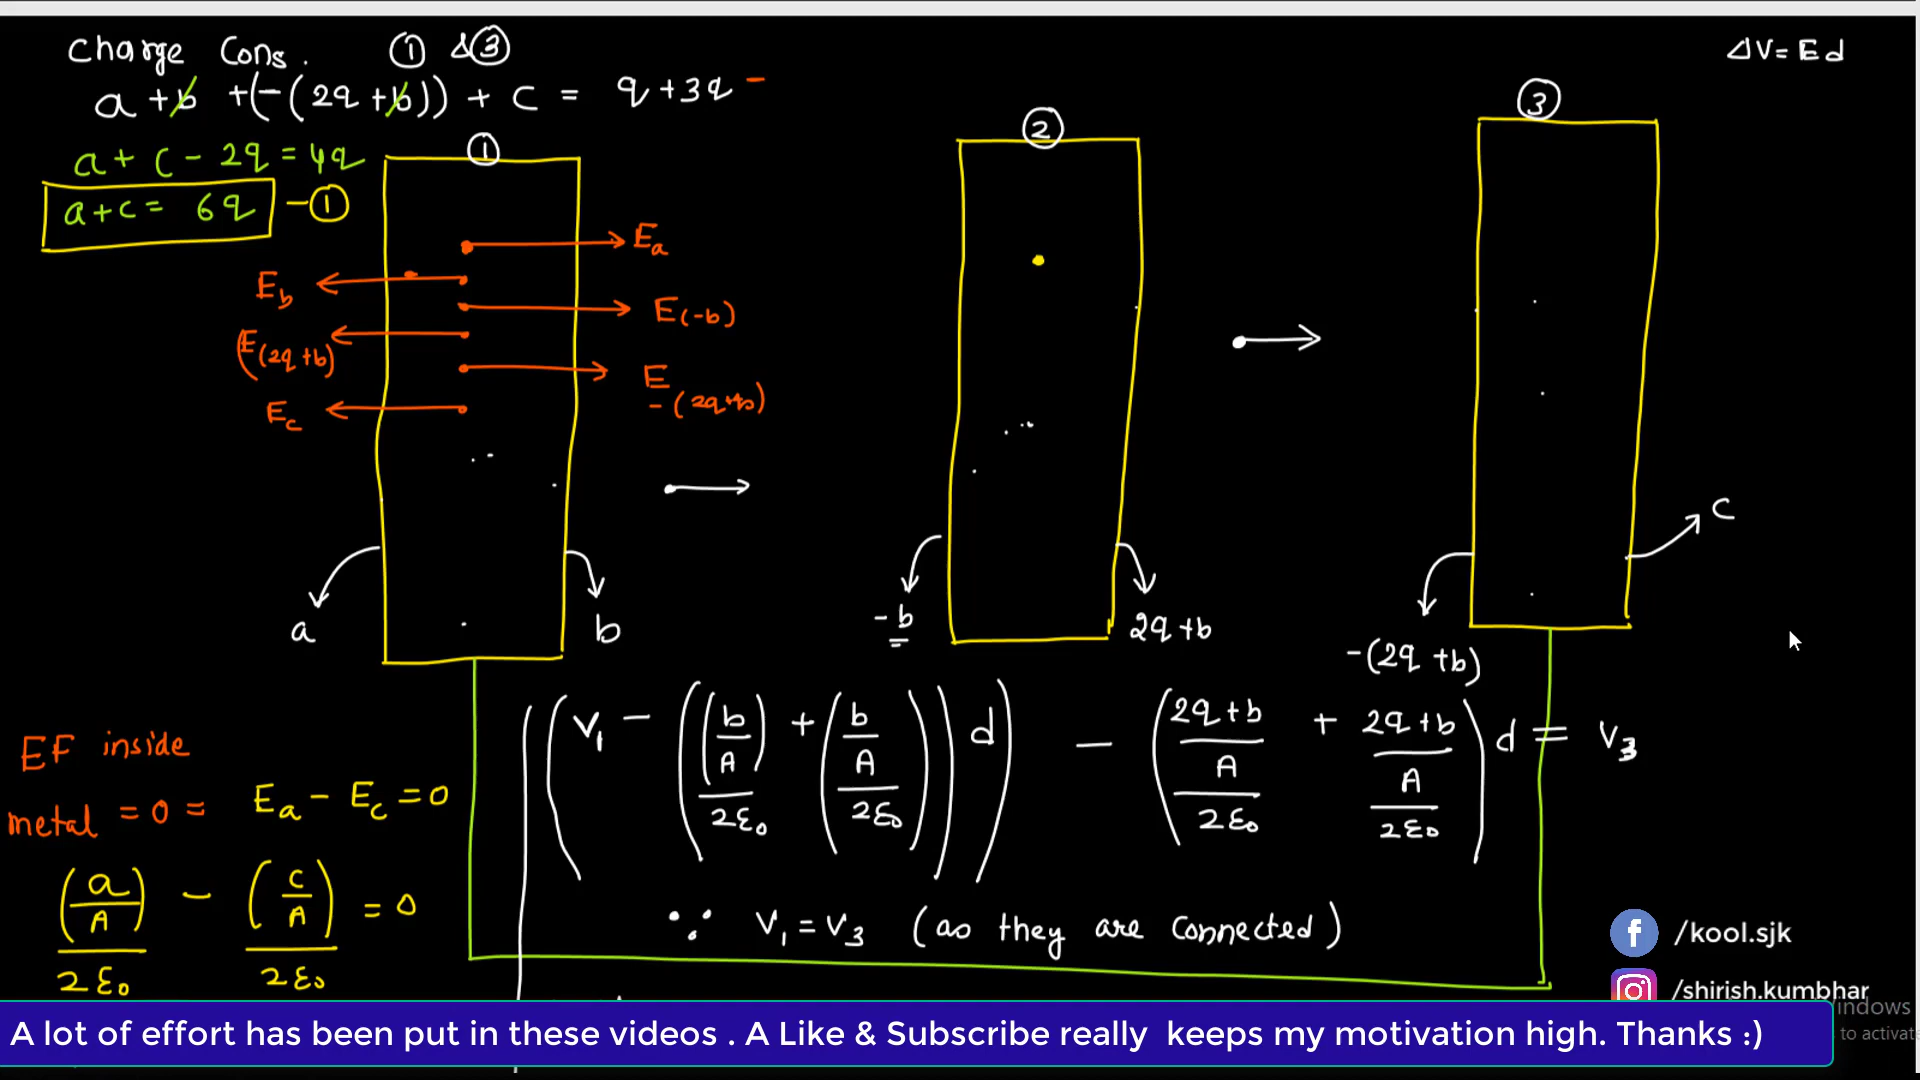 Charge Cons. ① & ③
ΔV = Ed
a + b + (-(2q + b)) + c = q + 3q -
a + c - 2q = 4q
a + c = 6q - ①
①
②
③
Ea
Eb
E(-b)
E(2q + b)
E-(2q+b)
Ec
c
a
b
-b
2q + b
-(2q + b)
((V₁ - (((b/A)/2ε₀) + ((b/A)/2ε₀))d) - (((2q + b)/A)/2ε₀ + ((2q + b)/A)/2ε₀)d = V₃
EF inside
metal = 0 = Ea - Ec = 0
(a/A)/2ε₀ - (c/A)/2ε₀ = 0
∵ V₁ = V₃ (as they are connected)
/kool.sjk
/shirish.kumbhar
indows
to activat
A lot of effort has been put in these videos . A Like & Subscribe really keeps my motivation high. Thanks :)